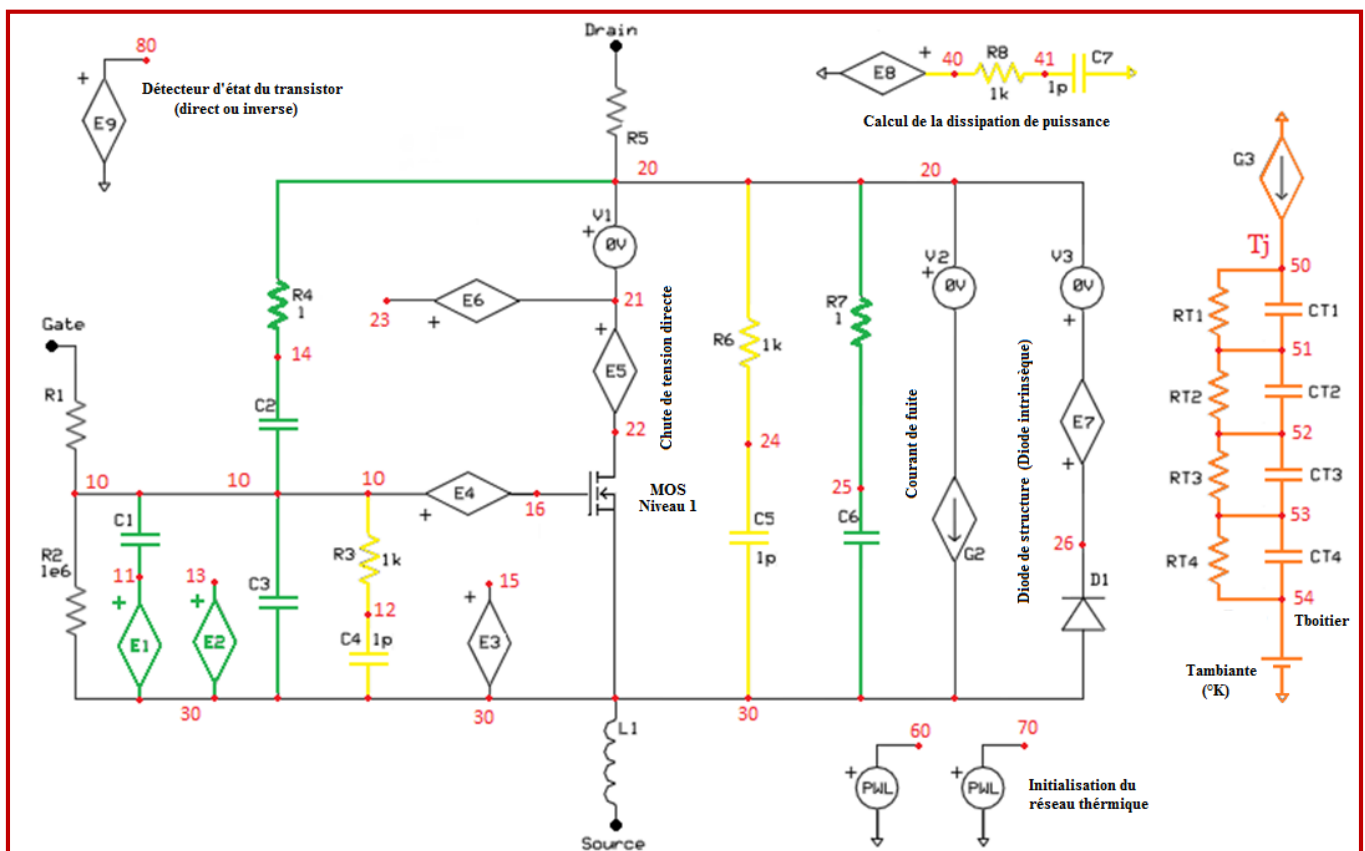 Drain
80
+
Détecteur d'état du transistor
(direct ou inverse)
E9
R5
E8
+
40
R8
1k
41
C7
1p
Calcul de la dissipation de puissance
G3
Tj
50
RT1
CT1
51
RT2
CT2
52
RT3
CT3
53
RT4
CT4
54
Tboitier
Tambiante
(°K)
20
20
V1
+
0V
V2
+
0V
V3
0V
+
21
E6
+
23
R4
1
14
Gate
R1
C2
+
E5
22
Chute de tension directe
R6
1k
R7
1
24
25
Courant de fuite
Diode de structure (Diode intrinsèque)
E7
+
10
10
10
E4
+
16
MOS
Niveau 1
C1
R2
1e6
11
13
+
E1
+
E2
C3
R3
1k
12
C4
1p
15
+
E3
C5
1p
C6
G2
26
D1
30
30
30
L1
Source
60
+
PWL
70
+
PWL
Initialisation du
réseau thérmique